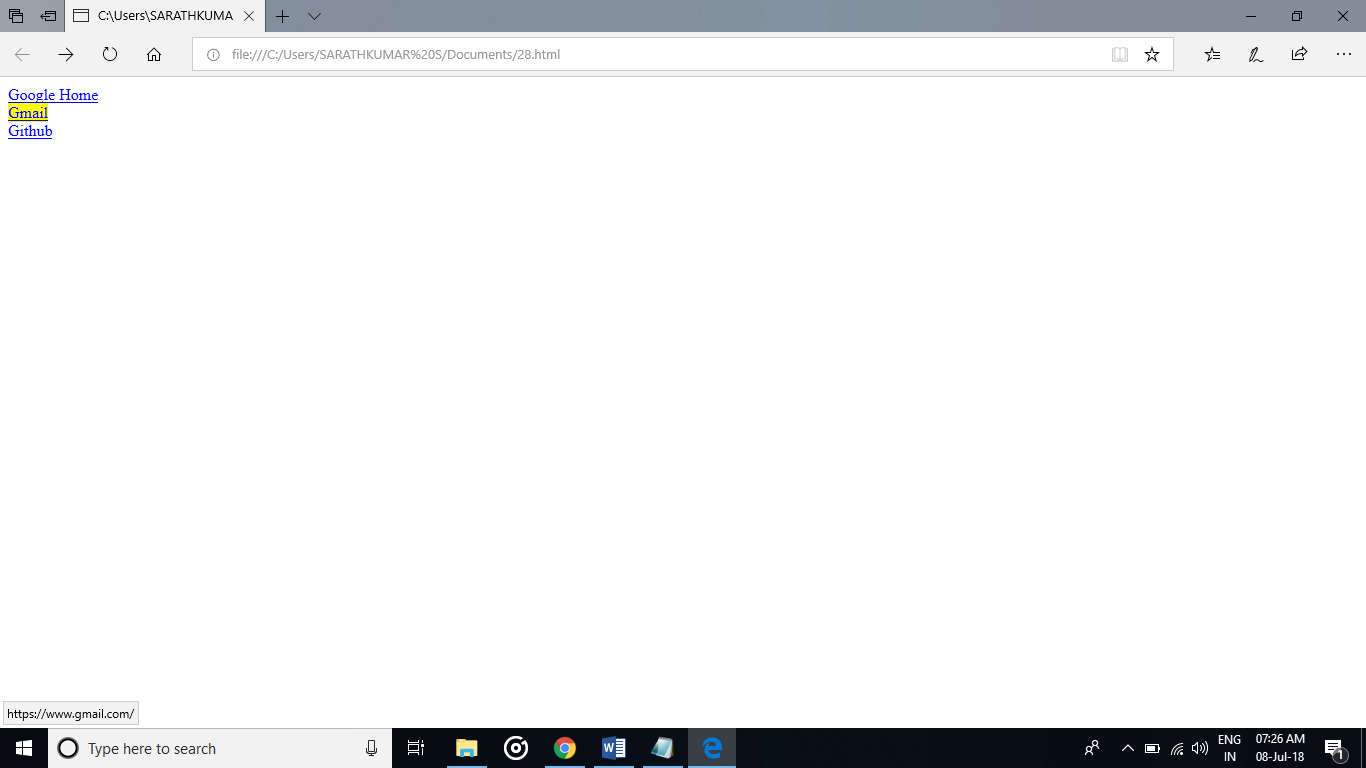 C:\Users\SARATHKUMA
file:///C:/Users/SARATHKUMAR%20S/Documents/28.html
Google Home
Gmail
Github
https://www.gmail.com/
Type here to search
ENG
IN
07:26 AM
08-Jul-18
1